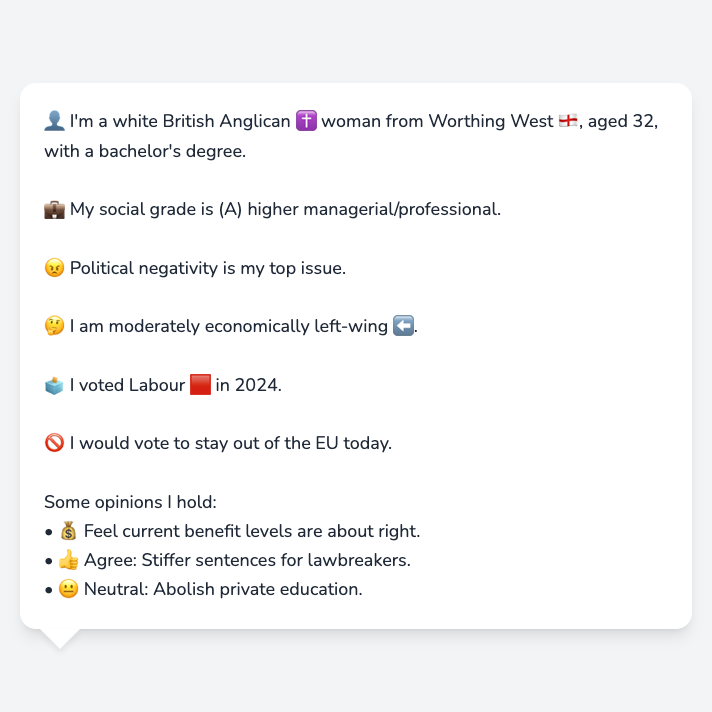 👤 I'm a white British Anglican ✝️ woman from Worthing West 🏴󠁧󠁢󠁥󠁮󠁧󠁿, aged 32,
with a bachelor's degree.
💼 My social grade is (A) higher managerial/professional.
😠 Political negativity is my top issue.
🤔 I am moderately economically left-wing ⬅️.
🗳️ I voted Labour 🟥 in 2024.
🚫 I would vote to stay out of the EU today.
Some opinions I hold:
• 💰 Feel current benefit levels are about right.
• 👍 Agree: Stiffer sentences for lawbreakers.
• 😐 Neutral: Abolish private education.